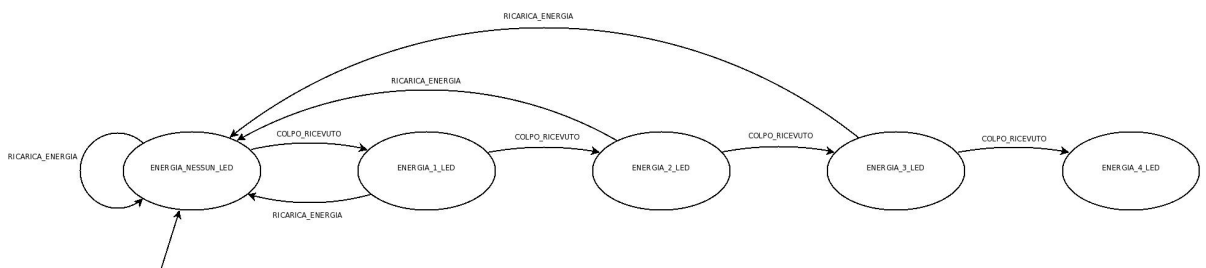 RICARICA_ENERGIA
RICARICA_ENERGIA
COLPO_RICEVUTO
COLPO_RICEVUTO
COLPO_RICEVUTO
COLPO_RICEVUTO
RICARICA_ENERGIA
ENERGIA_NESSUN_LED
ENERGIA_1_LED
ENERGIA_2_LED
ENERGIA_3_LED
ENERGIA_4_LED
RICARICA_ENERGIA